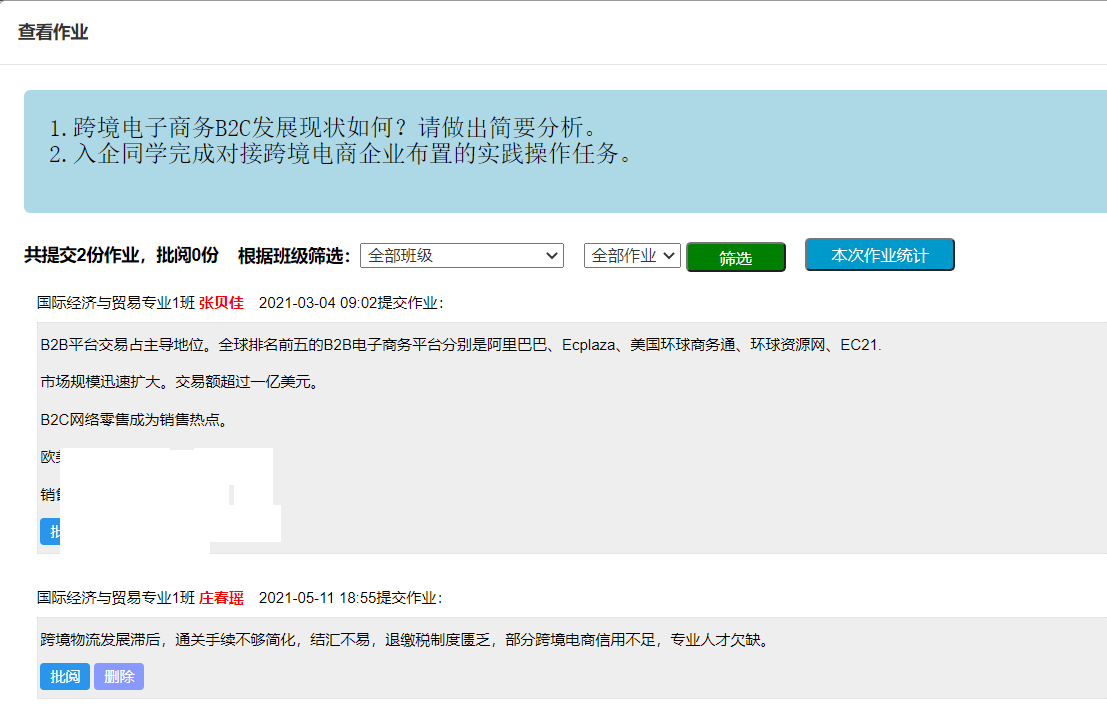 查看作业
1.跨境电子商务B2C发展现状如何？请做出简要分析。
2.入企同学完成对接跨境电商企业布置的实践操作任务。
共提交2份作业，批阅0份 根据班级筛选： 全部班级 全部作业 筛选 本次作业统计
国际经济与贸易专业1班 张贝佳 2021-03-04 09:02提交作业：
B2B平台交易占主导地位。全球排名前五的B2B电子商务平台分别是阿里巴巴、Ecplaza、美国环球商务通、环球资源网、EC21.
市场规模迅速扩大。交易额超过一亿美元。
B2C网络零售成为销售热点。
欧
销
国际经济与贸易专业1班 庄春瑶 2021-05-11 18:55提交作业：
跨境物流发展滞后，通关手续不够简化，结汇不易，退缴税制度匮乏，部分跨境电商信用不足，专业人才欠缺。
批阅 删除